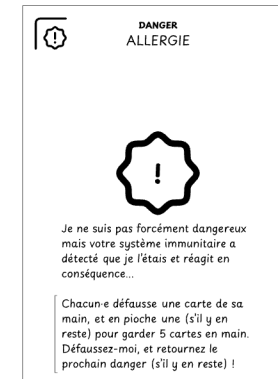 DANGER
ALLERGIE
!
!
Je ne suis pas forcément dangereux
mais votre système immunitaire a
détecté que je l'étais et réagit en
conséquence...
Chacun·e défausse une carte de sa
main, et en pioche une (s'il y en
reste) pour garder 5 cartes en main.
Défaussez-moi, et retournez le
prochain danger (s'il y en reste) !